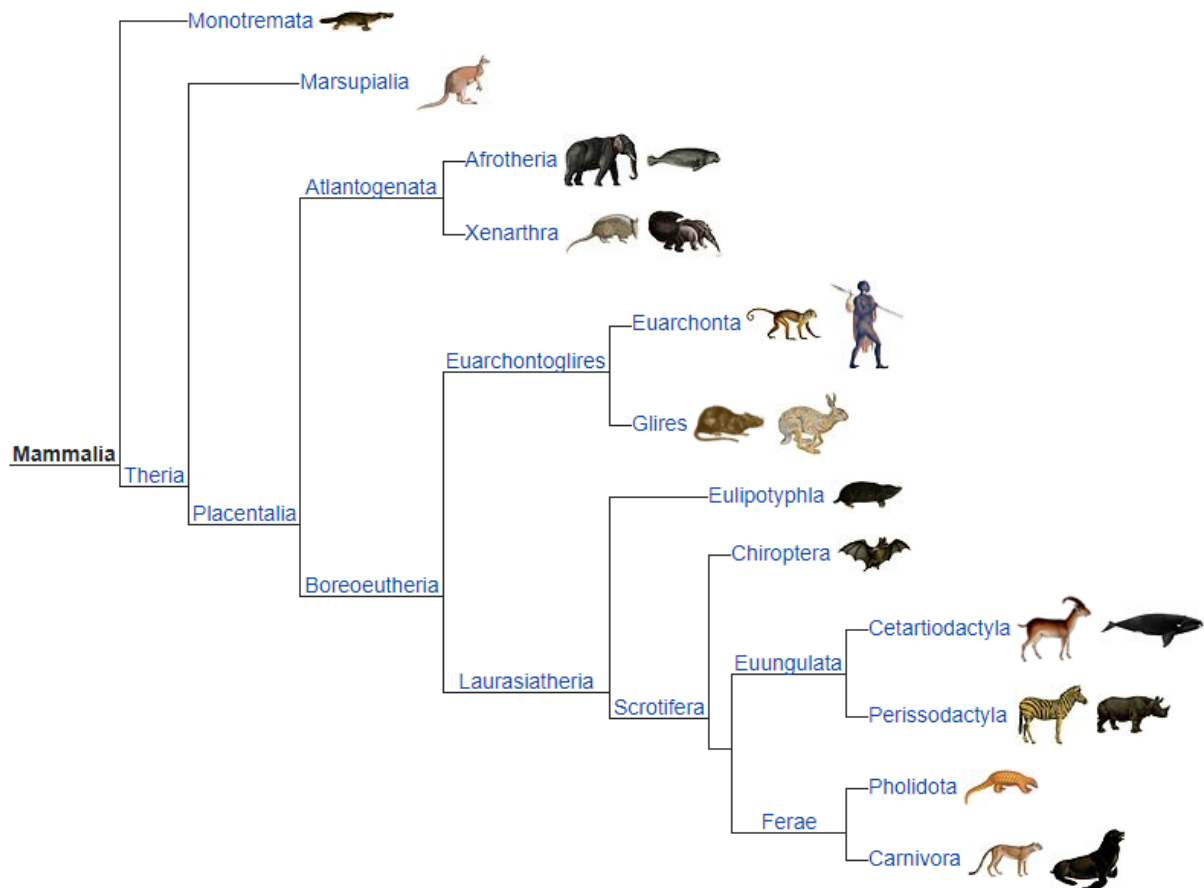 Monotremata
Marsupialia
Afrotheria
Atlantogenata
Xenarthra
Euarchonta
Euarchontoglires
Glires
Mammalia
Theria
Eulipotyphla
Placentalia
Chiroptera
Boreoeutheria
Cetartiodactyla
Euungulata
Laurasiatheria
Scrotifera
Perissodactyla
Pholidota
Ferae
Carnivora